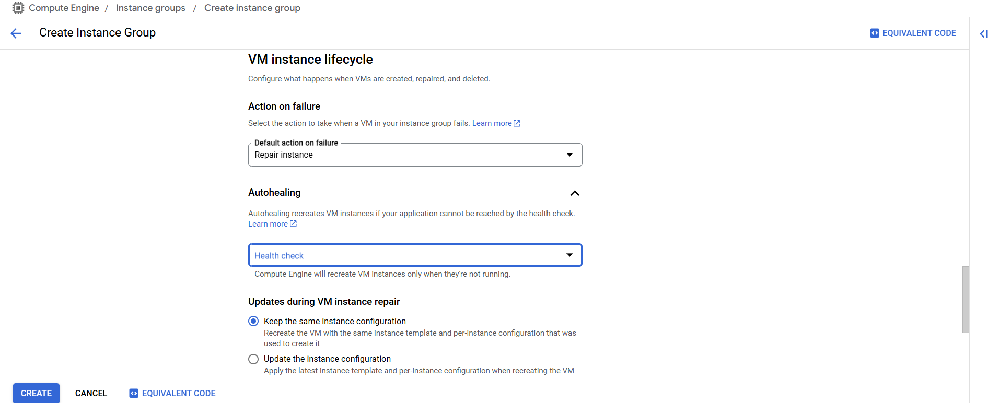 Compute Engine / Instance groups / Create instance group
Create Instance Group
EQUIVALENT CODE
VM instance lifecycle
Configure what happens when VMs are created, repaired, and deleted.
Action on failure
Select the action to take when a VM in your instance group fails. Learn more
Default action on failure
Repair instance
Autohealing
Autohealing recreates VM instances if your application cannot be reached by the health check.
Learn more
Health check
Compute Engine will recreate VM instances only when they're not running.
Updates during VM instance repair
Keep the same instance configuration
Recreate the VM with the same instance template and per-instance configuration that was
used to create it
Update the instance configuration
Apply the latest instance template and per-instance configuration when recreating the VM
CREATE
CANCEL
EQUIVALENT CODE